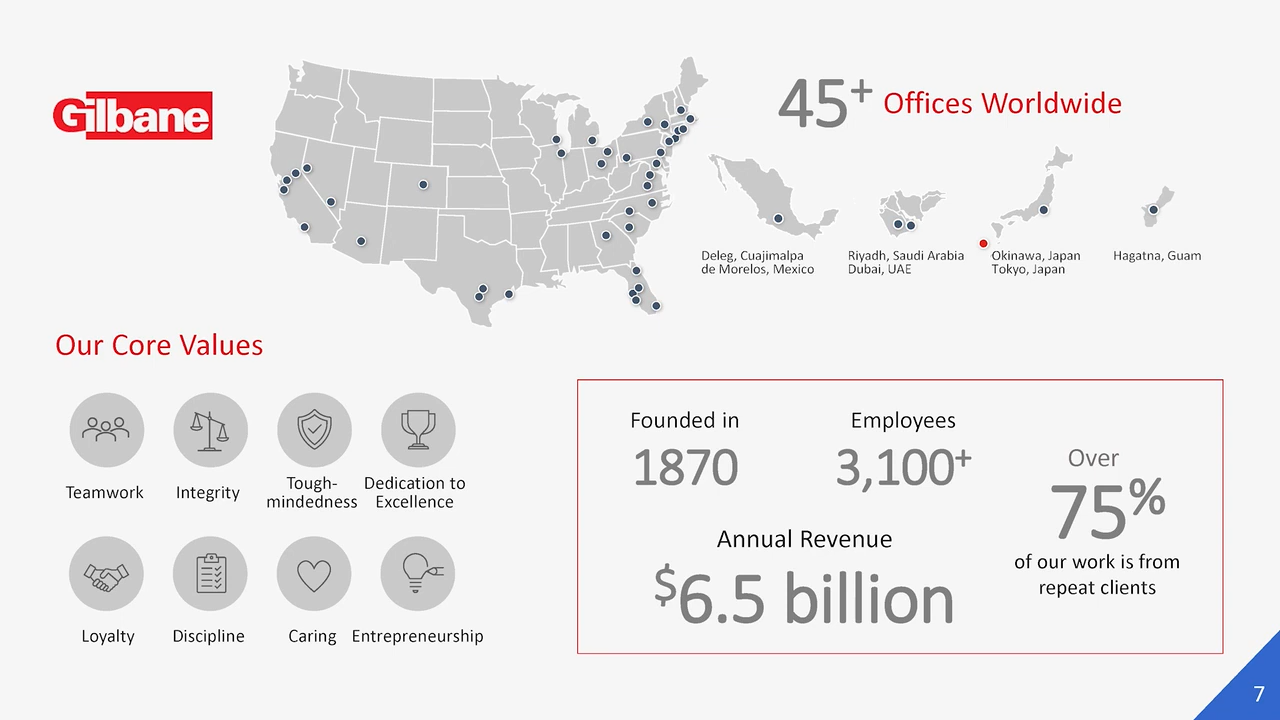 Gilbane
45+ Offices Worldwide
Deleg, Cuajimalpa
de Morelos, Mexico
Riyadh, Saudi Arabia
Dubai, UAE
Okinawa, Japan
Tokyo, Japan
Hagatna, Guam
Our Core Values
Teamwork
Integrity
Tough-
mindedness
Dedication to
Excellence
Loyalty
Discipline
Caring
Entrepreneurship
Founded in
1870
Employees
3,100+
Annual Revenue
$6.5 billion
Over
75%
of our work is from
repeat clients
7